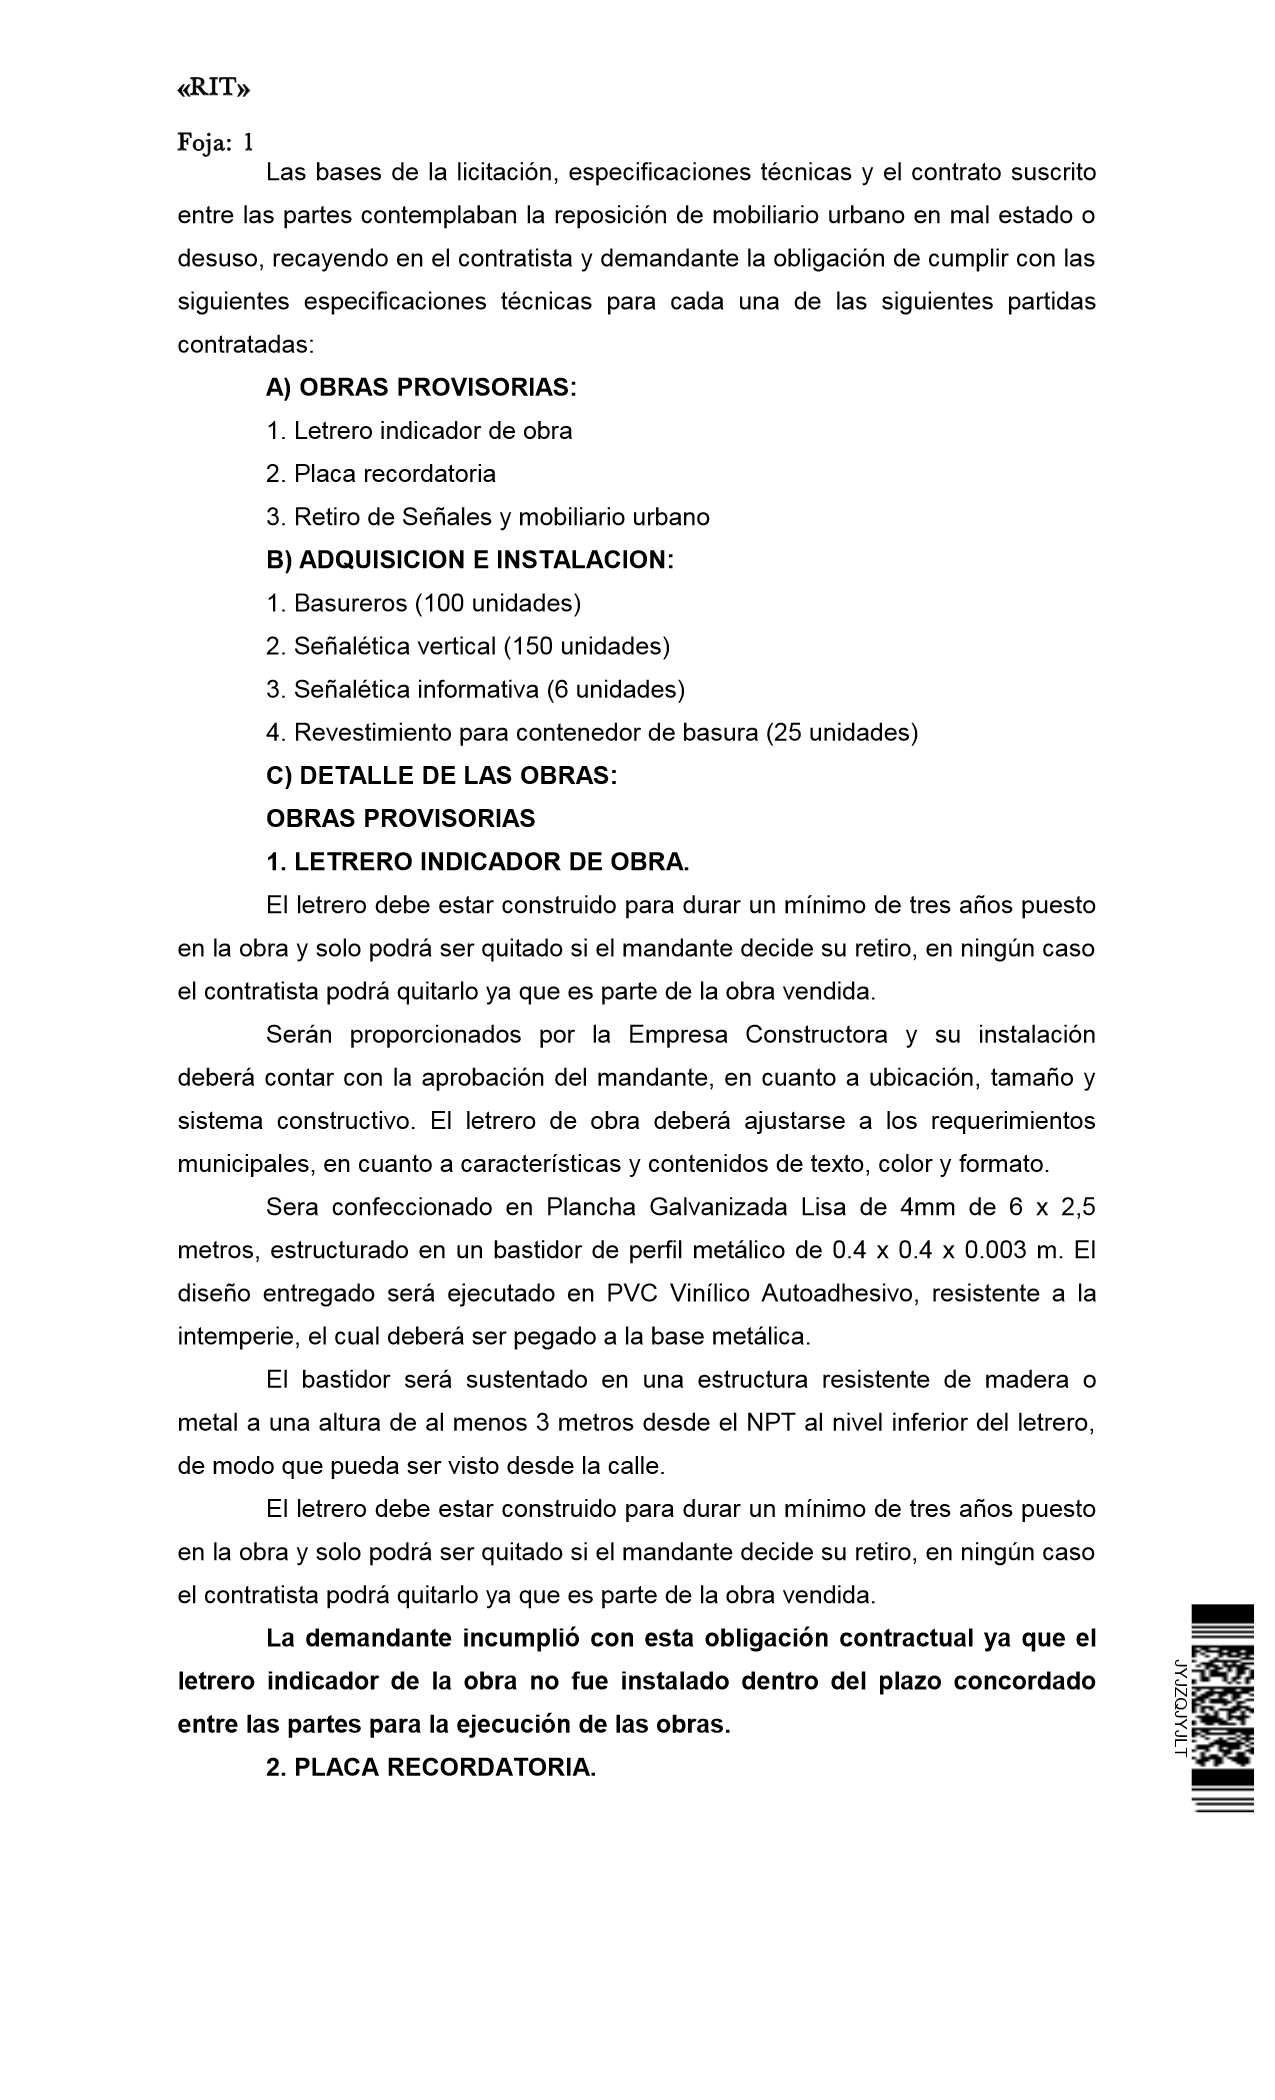 «RIT»
Foja: 1
Las bases de la licitación, especificaciones técnicas y el contrato suscrito
entre las partes contemplaban la reposición de mobiliario urbano en mal estado o
desuso, recayendo en el contratista y demandante la obligación de cumplir con las
siguientes especificaciones técnicas para cada una de las siguientes partidas
contratadas:
A) OBRAS PROVISORIAS:
1. Letrero indicador de obra
2. Placa recordatoria
3. Retiro de Señales y mobiliario urbano
B) ADQUISICION E INSTALACION:
1. Basureros (100 unidades)
2. Señalética vertical (150 unidades)
3. Señalética informativa (6 unidades)
4. Revestimiento para contenedor de basura (25 unidades)
C) DETALLE DE LAS OBRAS:
OBRAS PROVISORIAS
1. LETRERO INDICADOR DE OBRA.
El letrero debe estar construido para durar un mínimo de tres años puesto
en la obra y solo podrá ser quitado si el mandante decide su retiro, en ningún caso
el contratista podrá quitarlo ya que es parte de la obra vendida.
Serán proporcionados por la Empresa Constructora y su instalación
deberá contar con la aprobación del mandante, en cuanto a ubicación, tamaño y
sistema constructivo. El letrero de obra deberá ajustarse a los requerimientos
municipales, en cuanto a características y contenidos de texto, color y formato.
Sera confeccionado en Plancha Galvanizada Lisa de 4mm de 6 x 2,5
metros, estructurado en un bastidor de perfil metálico de 0.4 x 0.4 x 0.003 m. El
diseño entregado será ejecutado en PVC Vinílico Autoadhesivo, resistente a la
intemperie, el cual deberá ser pegado a la base metálica.
El bastidor será sustentado en una estructura resistente de madera o
metal a una altura de al menos 3 metros desde el NPT al nivel inferior del letrero,
de modo que pueda ser visto desde la calle.
El letrero debe estar construido para durar un mínimo de tres años puesto
en la obra y solo podrá ser quitado si el mandante decide su retiro, en ningún caso
el contratista podrá quitarlo ya que es parte de la obra vendida.
La demandante incumplió con esta obligación contractual ya que el
letrero indicador de la obra no fue instalado dentro del plazo concordado
entre las partes para la ejecución de las obras.
2. PLACA RECORDATORIA.
JYJZQJYJLT